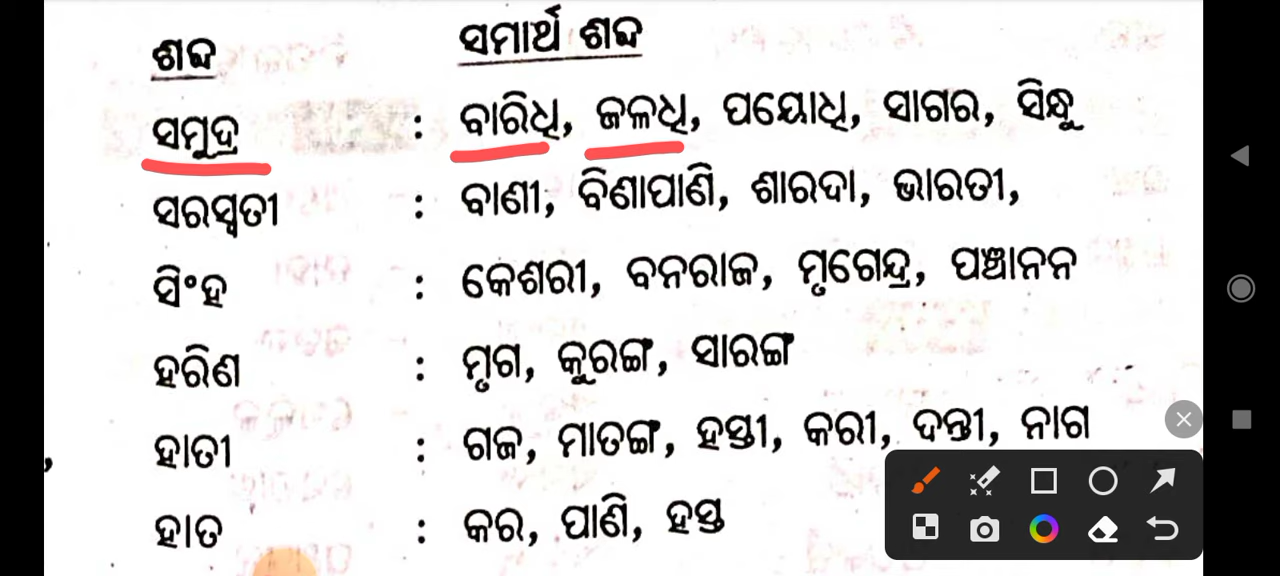 ଶବ୍ଦ ସମାର୍ଥ ଶବ୍ଦ
ସମୁଦ୍ର : ବାରିଧି, ଜଳଧି, ପୟୋଧି, ସାଗର, ସିନ୍ଧୁ
ସରସ୍ୱତୀ : ବାଣୀ, ବିଣାପାଣି, ଶାରଦା, ଭାରତୀ,
ସିଂହ : କେଶରୀ, ବନରାଜ, ମୃଗେନ୍ଦ୍ର, ପଞ୍ଚାନନ
ହରିଣ : ମୃଗ, କୁରଙ୍ଗ, ସାରଙ୍ଗ
ହାତୀ : ଗଜ, ମାତଙ୍ଗ, ହସ୍ତୀ, କରୀ, ଦନ୍ତୀ, ନାଗ
ହାତ : କର, ପାଣି, ହସ୍ତ